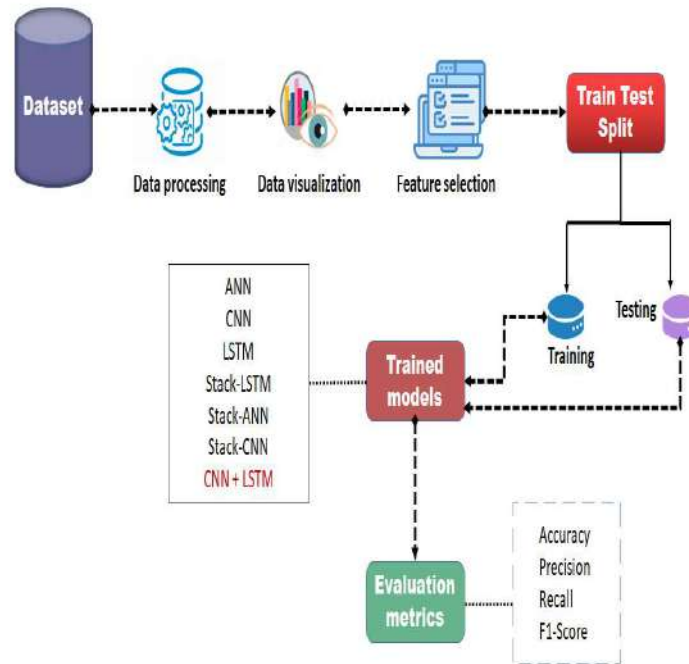 Dataset
Data processing
Data visualization
Feature selection
Train Test
Split
Training
Testing
ANN
CNN
LSTM
Stack-LSTM
Stack-ANN
Stack-CNN
CNN + LSTM
Trained
models
Evaluation
metrics
Accuracy
Precision
Recall
F1-Score